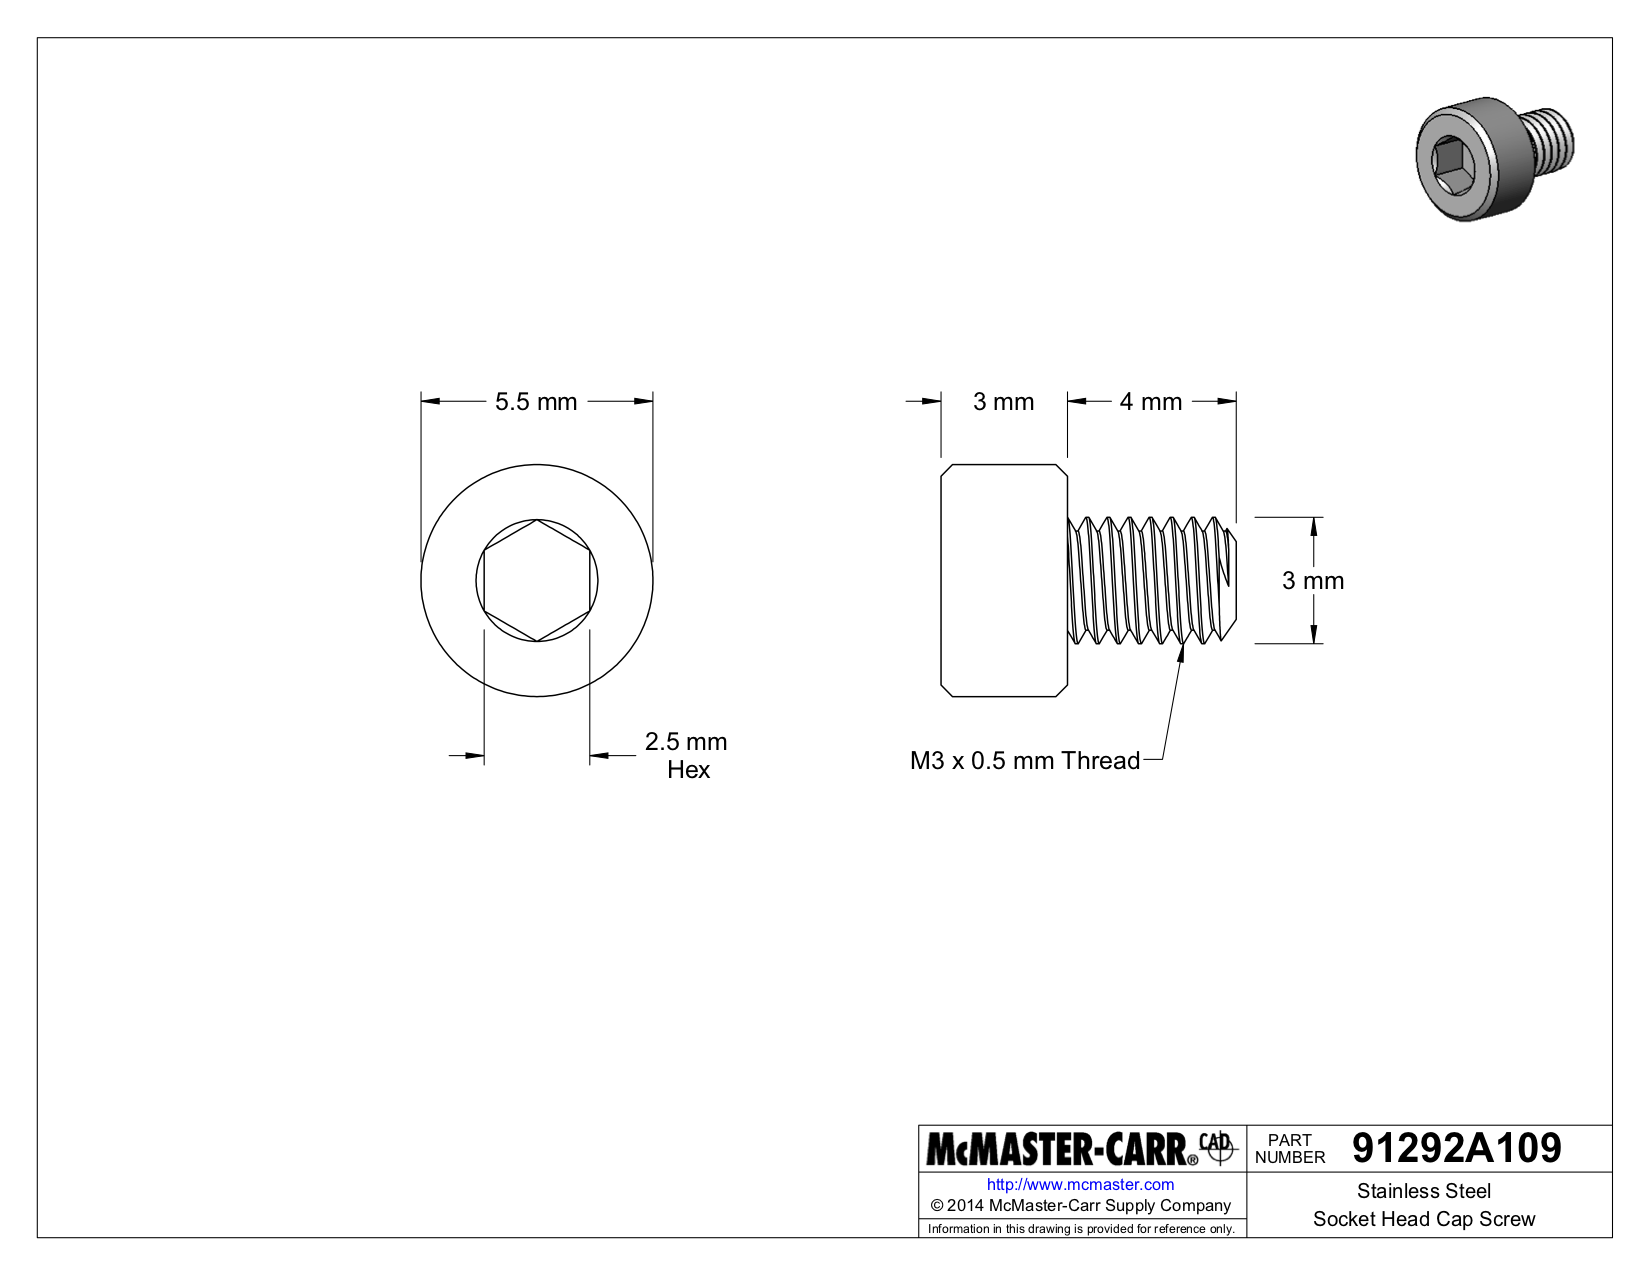 5.5 mm
3 mm
4 mm
3 mm
2.5 mm
Hex
M3 x 0.5 mm Thread
McMASTER-CARR® CAD
PART
NUMBER
91292A109
http://www.mcmaster.com
© 2014 McMaster-Carr Supply Company
Information in this drawing is provided for reference only.
Stainless Steel
Socket Head Cap Screw